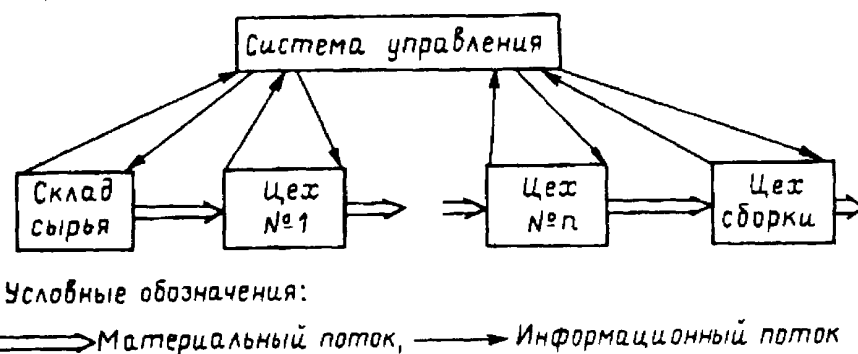 Система управления
Склад
сырья
Цех
№1
Цех
№n
Цех
сборки
Условные обозначения:
Материальный поток, Информационный поток